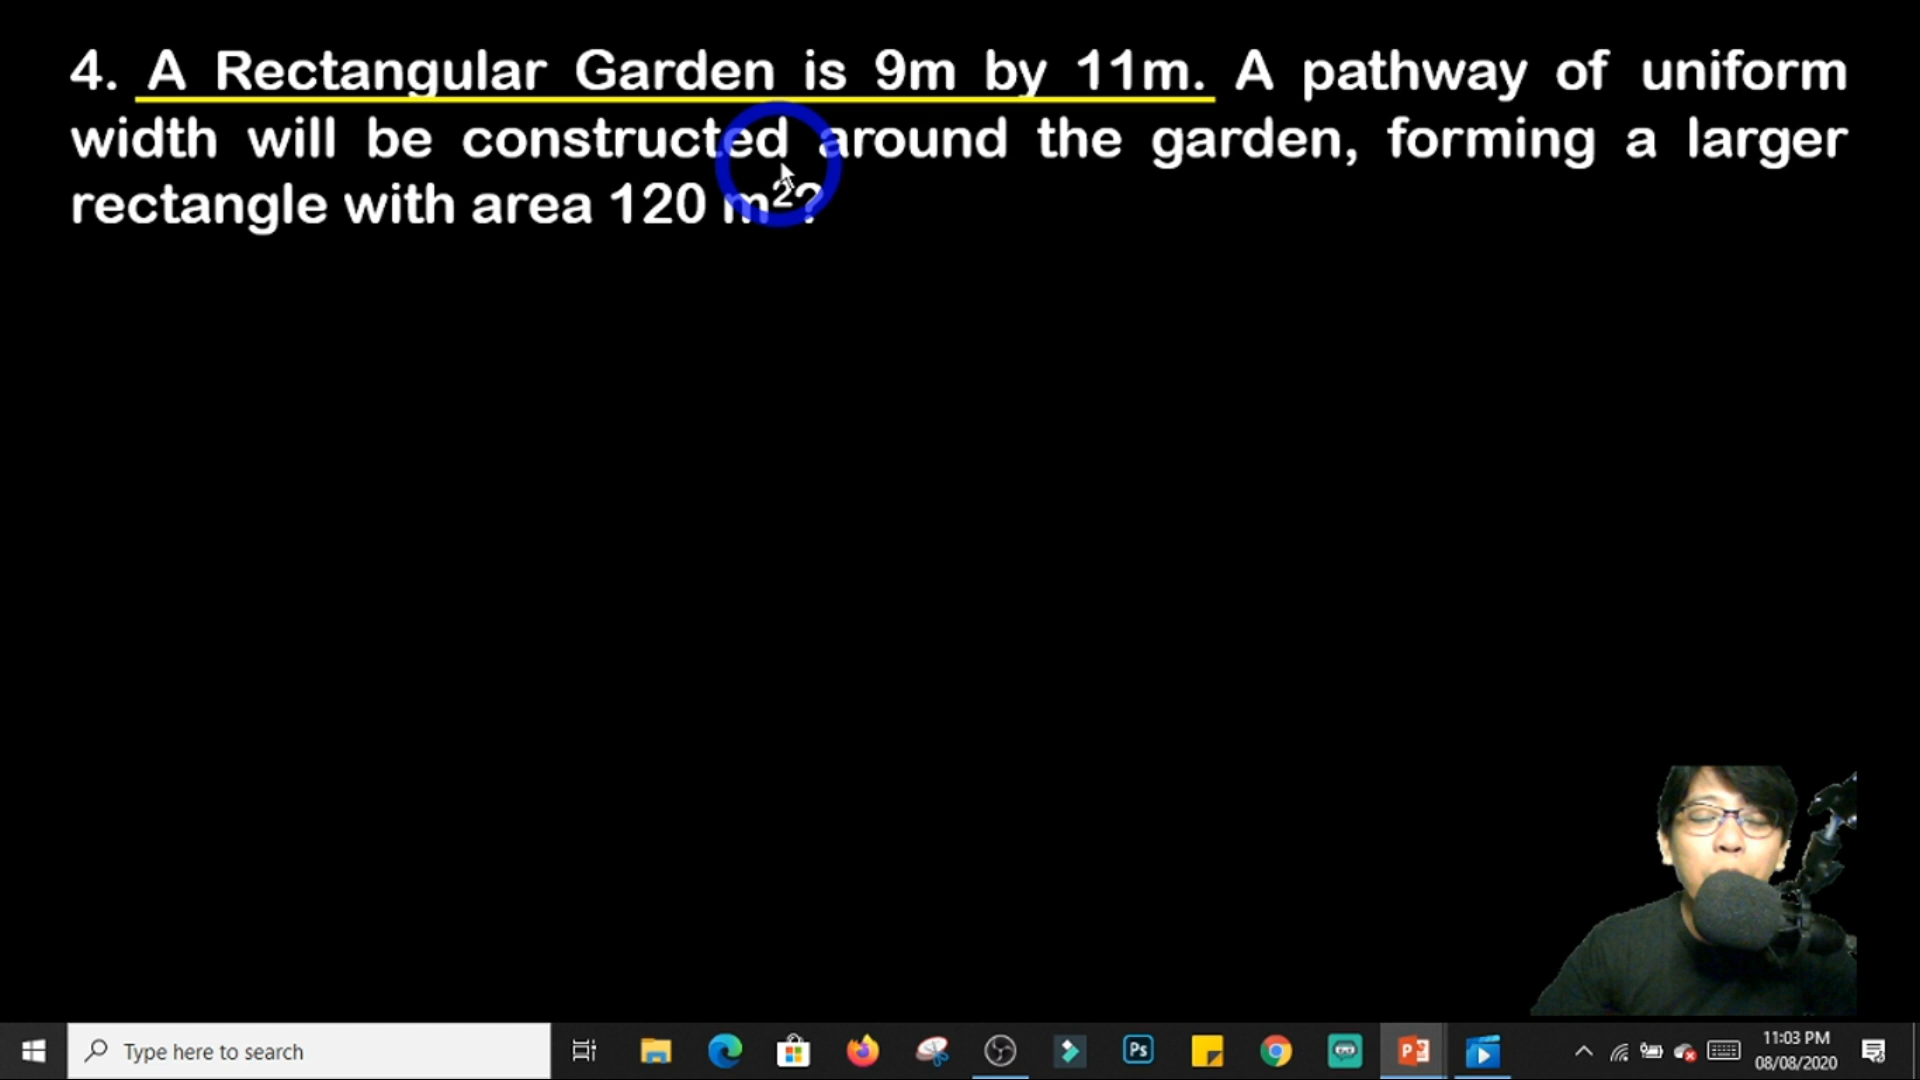 4. A Rectangular Garden is 9m by 11m. A pathway of uniform
width will be constructed around the garden, forming a larger
rectangle with area 120 m²?
Type here to search
Ps
11:03 PM
08/08/2020